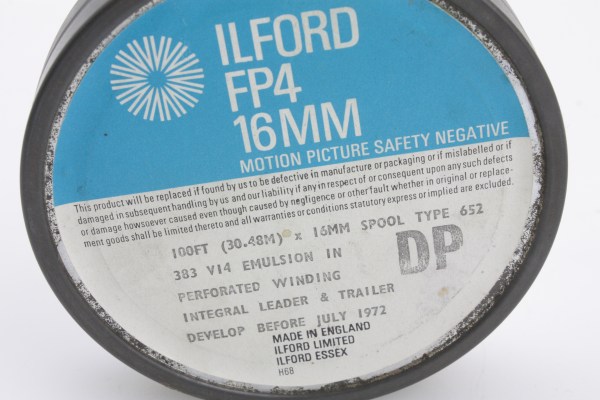 ILFORD
FP4
16MM
MOTION PICTURE SAFETY NEGATIVE
This product will be replaced if found by us to be defective in manufacture or packaging or if mislabelled or if
damaged in subsequent handling by us and our liability if any in respect of or consequent upon any such defects
or damage howsoever caused even though caused by negligence or other fault whether in original or replace-
ment goods shall be limited thereto and all warranties or conditions statutory express or implied are excluded.
100FT (30.48M) x 16MM SPOOL TYPE 652
383 V14 EMULSION IN
DP
PERFORATED WINDING
INTEGRAL LEADER & TRAILER
DEVELOP BEFORE JULY 1972
MADE IN ENGLAND
ILFORD LIMITED
ILFORD ESSEX
H68